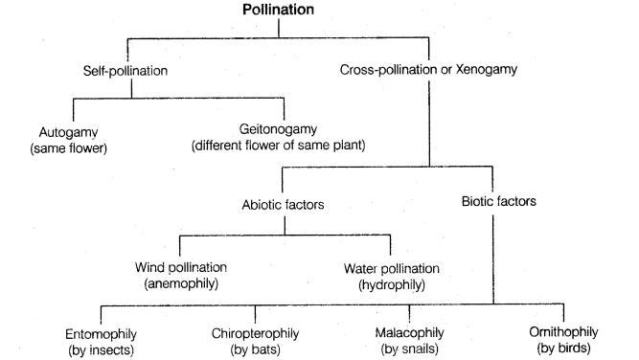 Pollination
Self-pollination
Cross-pollination or Xenogamy
Autogamy
(same flower)
Geitonogamy
(different flower of same plant)
Abiotic factors
Biotic factors
Wind pollination
(anemophily)
Water pollination
(hydrophily)
Entomophily
(by insects)
Chiropterophily
(by bats)
Malacophily
(by snails)
Ornithophily
(by birds)